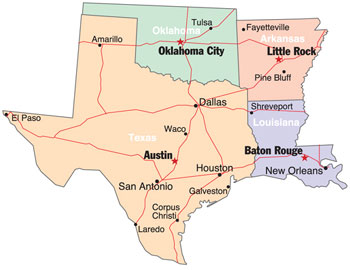 Oklahoma
Tulsa
Fayetteville
Amarillo
Oklahoma City
Arkansas
Little Rock
Pine Bluff
Dallas
Shreveport
El Paso
Waco
Texas
Louisiana
Austin
Houston
Baton Rouge
San Antonio
Galveston
New Orleans
Corpus
Christi
Laredo